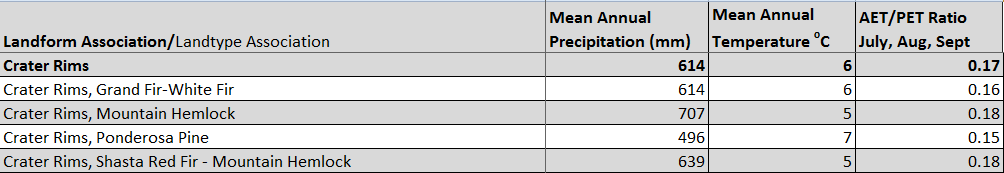 Mean Annual Mean Annual AET/PET Ratio
Landform Association/Landtype Association Precipitation (mm) Temperature °C July, Aug, Sept
Crater Rims 614 6 0.17
Crater Rims, Grand Fir-White Fir 614 6 0.16
Crater Rims, Mountain Hemlock 707 5 0.18
Crater Rims, Ponderosa Pine 496 7 0.15
Crater Rims, Shasta Red Fir - Mountain Hemlock 639 5 0.18